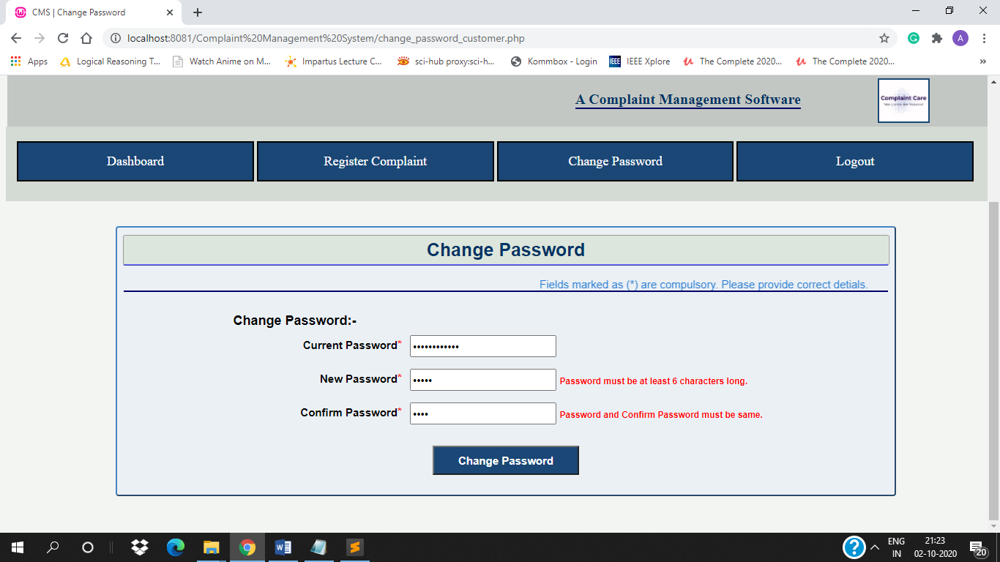 CMS | Change Password
localhost:8081/Complaint%20Management%20System/change_password_customer.php
A
Apps
Logical Reasoning T...
Watch Anime on M...
Impartus Lecture C...
sci-hub proxy:sci-h...
Kommbox - Login
IEEE
IEEE Xplore
The Complete 2020...
The Complete 2020...
»
A Complaint Management Software
Complaint Care
Dashboard
Register Complaint
Change Password
Logout
Change Password
Fields marked as (*) are compulsory. Please provide correct detials.
Change Password:-
Current Password*
••••••••••••
New Password*
•••••
Password must be at least 6 characters long.
Confirm Password*
••••
Password and Confirm Password must be same.
Change Password
ENG
IN
21:23
02-10-2020
20